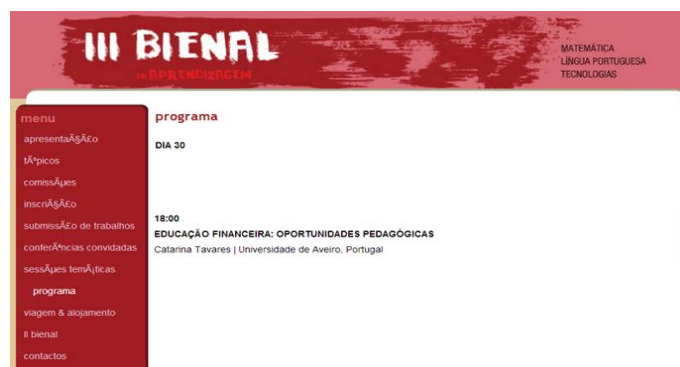 III BIENAL
da APRENDIZAGEM
MATEMÁTICA
LÍNGUA PORTUGUESA
TECNOLOGIAS
menu
apresentaÃ§Ã£o
tÃ³picos
comissÃµes
inscriÃ§Ã£o
submissÃ£o de trabalhos
conferÃªncias convidadas
sessÃµes temÃ¡ticas
programa
viagem & alojamento
II bienal
contactos
programa
DIA 30
18:00
EDUCAÇÃO FINANCEIRA: OPORTUNIDADES PEDAGÓGICAS
Catarina Tavares | Universidade de Aveiro, Portugal